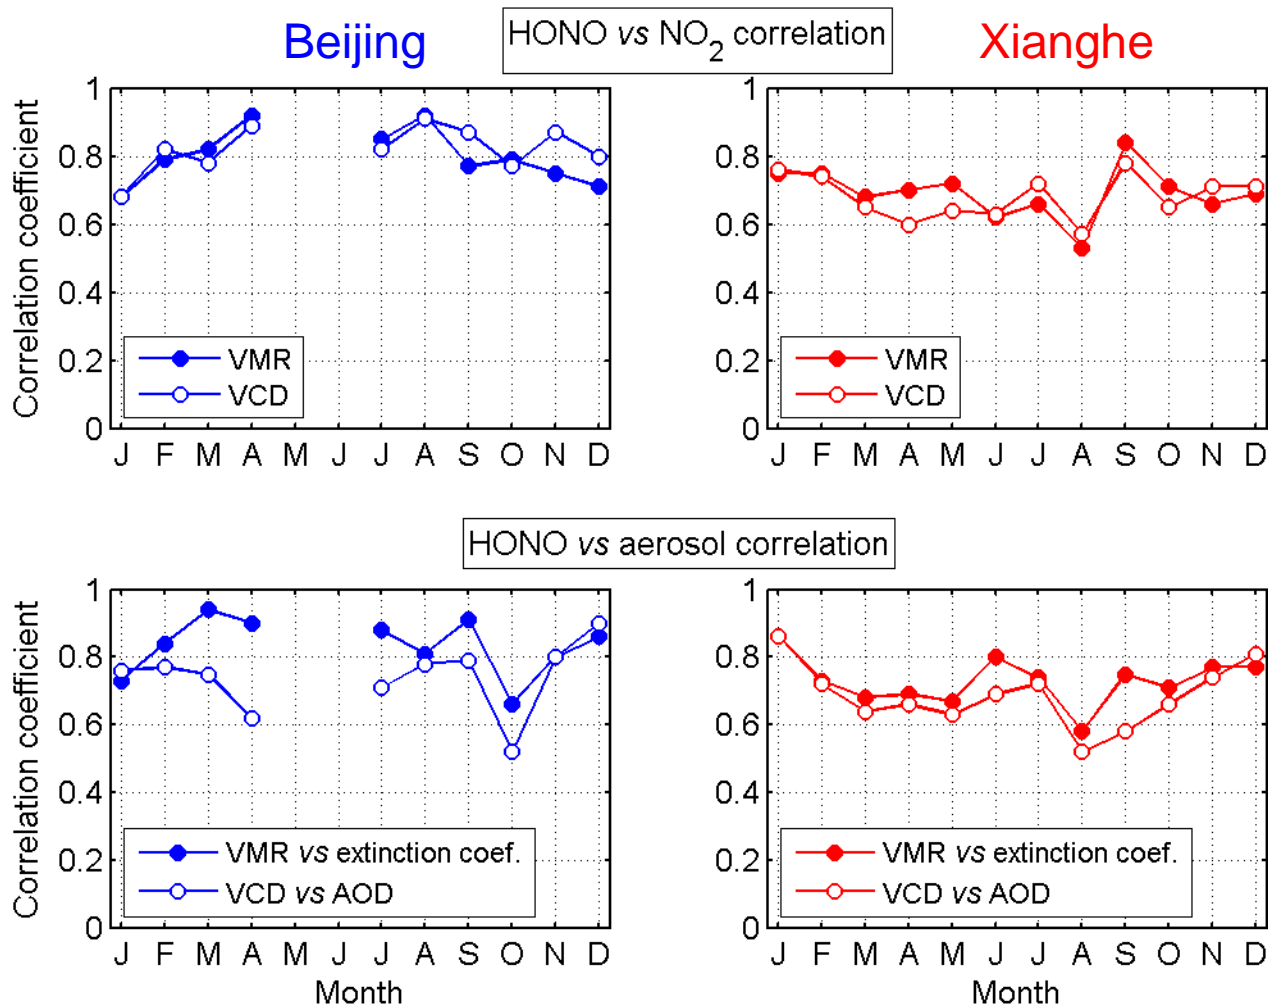 Beijing
HONO vs NO2 correlation
Xianghe
Correlation coefficient
1
0.8
0.6
0.4
0.2
0
VMR
VCD
J F M A M J J A S O N D
1
0.8
0.6
0.4
0.2
0
VMR
VCD
J F M A M J J A S O N D
HONO vs aerosol correlation
Correlation coefficient
1
0.8
0.6
0.4
0.2
0
VMR vs extinction coef.
VCD vs AOD
J F M A M J J A S O N D
Month
1
0.8
0.6
0.4
0.2
0
VMR vs extinction coef.
VCD vs AOD
J F M A M J J A S O N D
Month